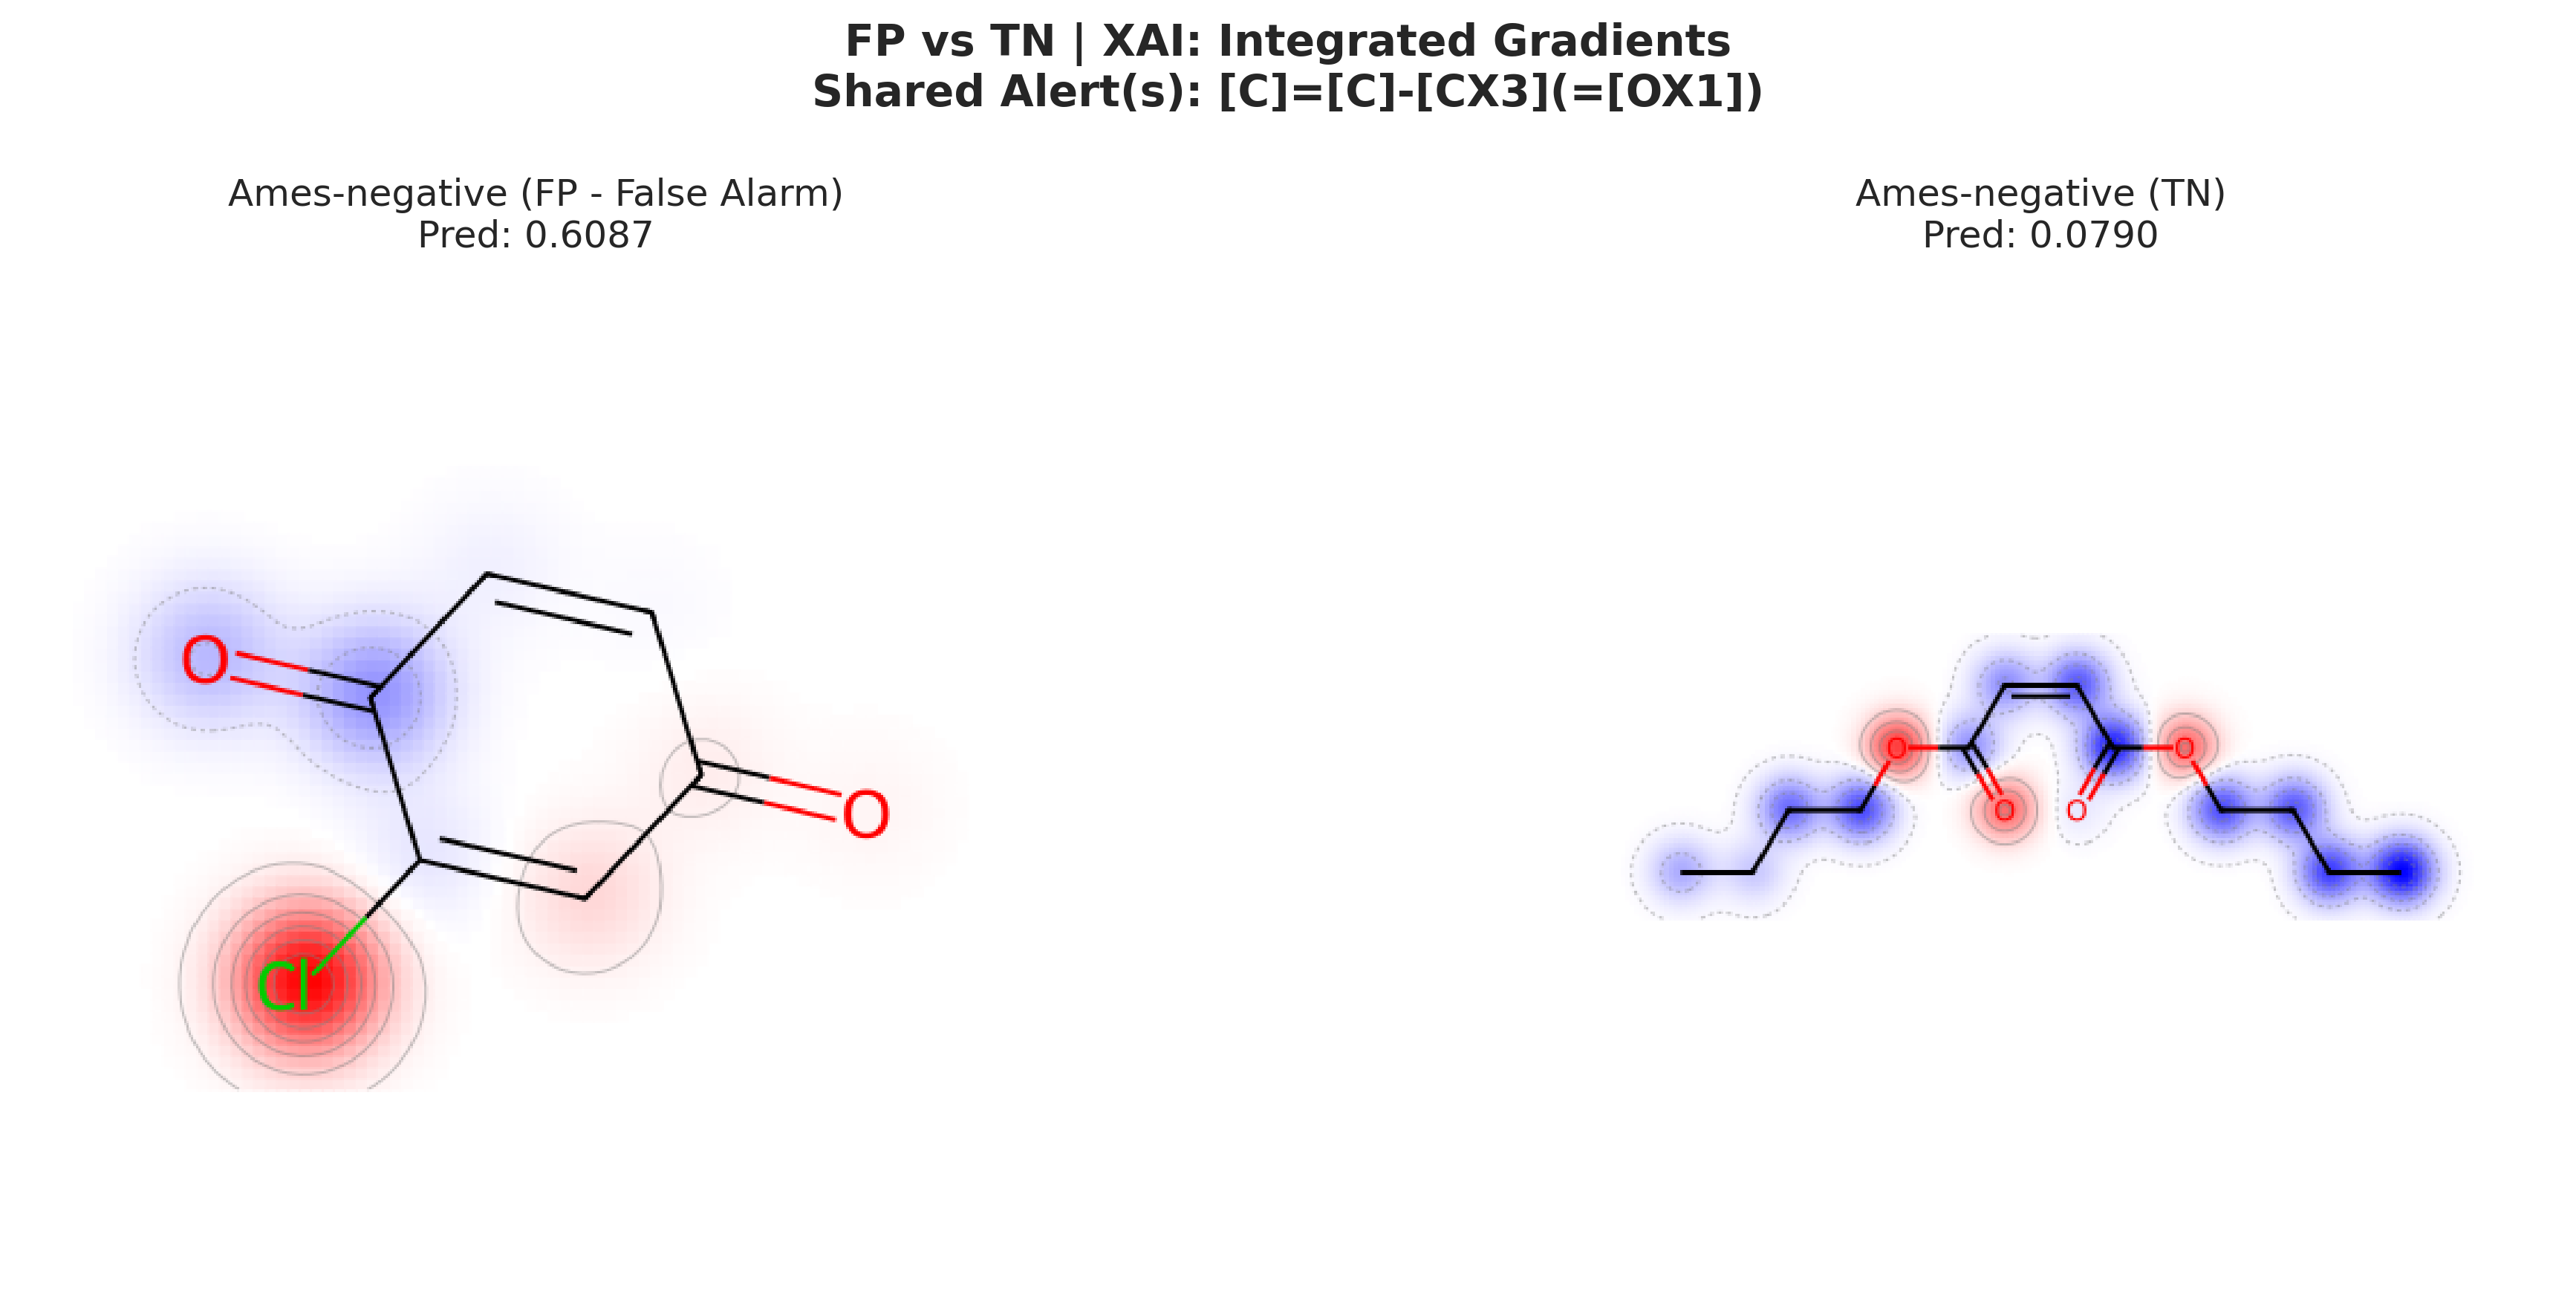 FP vs TN | XAI: Integrated Gradients
Shared Alert(s): [C]=[C]-[CX3](=[OX1])
Ames-negative (FP - False Alarm)
Pred: 0.6087
Ames-negative (TN)
Pred: 0.0790
O
O
Cl
O
O
O
O